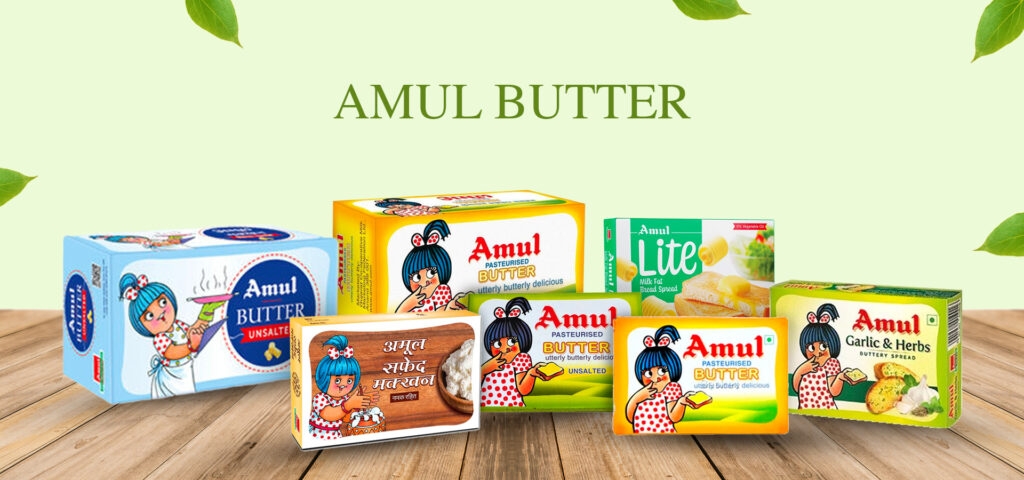 AMUL BUTTER
Amul
BUTTER
UNSALTED
Amul
PASTEURISED
BUTTER
utterly butterly delicious
Amul
Lite
Milk Fat
Bread Spread
अमूल
सफ़ेद
मक्खन
नमक रहित
Amul
PASTEURISED
BUTTER
utterly butterly delicious
UNSALTED
Amul
PASTEURISED
BUTTER
utterly butterly delicious
Amul
Garlic & Herbs
BUTTERY SPREAD